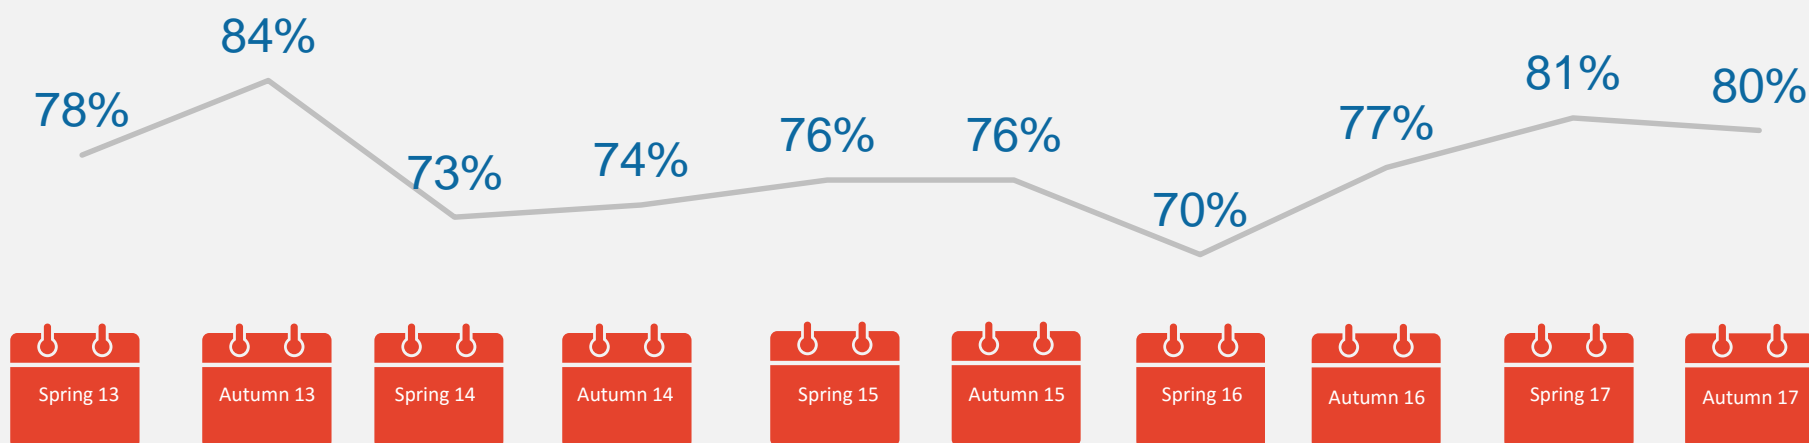 78%
84%
73%
74%
76%
76%
70%
77%
81%
80%
Spring 13
Autumn 13
Spring 14
Autumn 14
Spring 15
Autumn 15
Spring 16
Autumn 16
Spring 17
Autumn 17